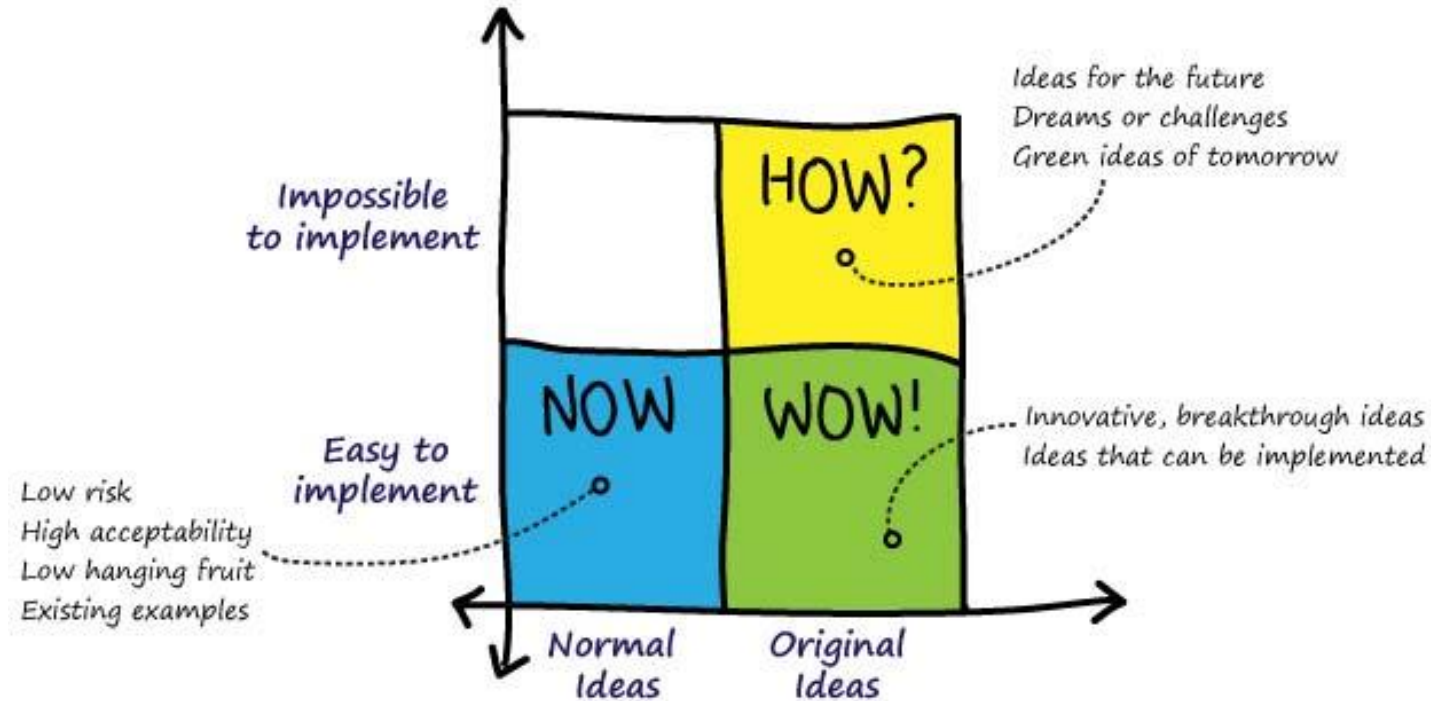 Ideas for the future
Dreams or challenges
Green ideas of tomorrow
HOW?
Impossible
to implement
NOW
WOW!
Innovative, breakthrough ideas
Ideas that can be implemented
Easy to
implement
Low risk
High acceptability
Low hanging fruit
Existing examples
Normal
Ideas
Original
Ideas